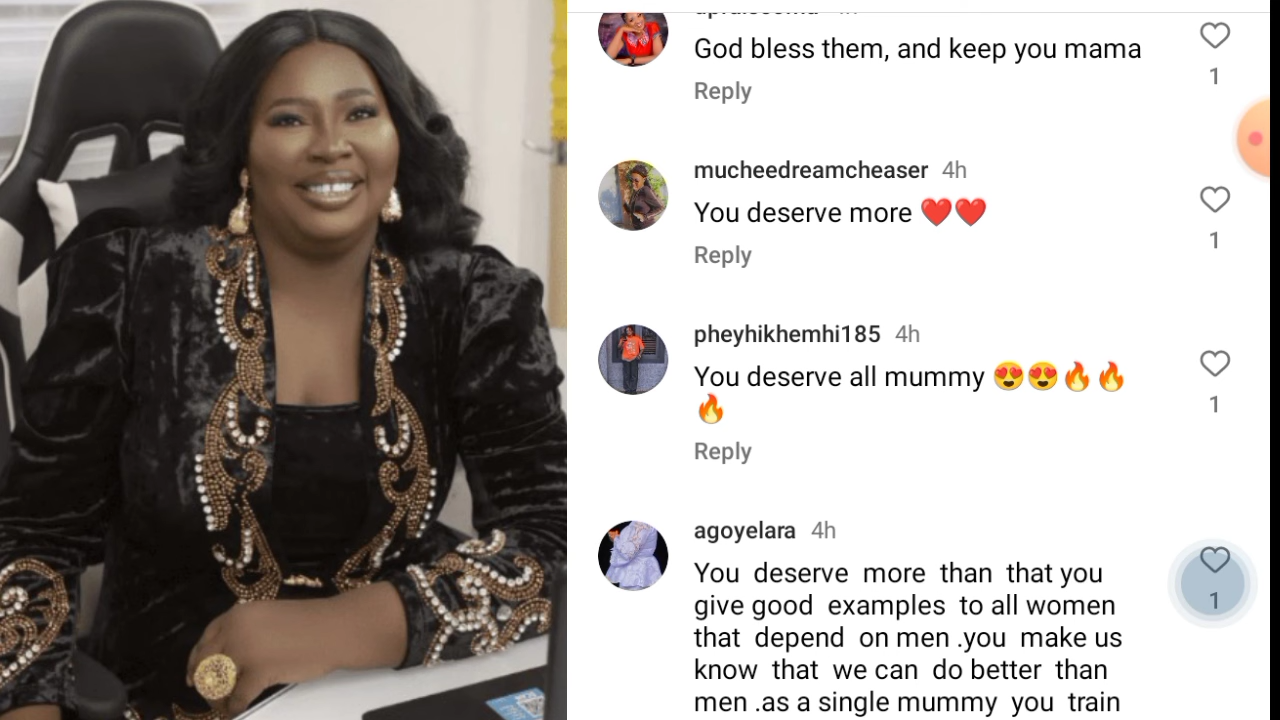 God bless them, and keep you mama
1
Reply
mucheedreamcheaser 4h
You deserve more ❤️❤️
1
Reply
pheyhikhemhi185 4h
You deserve all mummy 😍😍🔥🔥
🔥
1
Reply
agoyelara 4h
You deserve more than that you
1
give good examples to all women
that depend on men .you make us
know that we can do better than
men .as a single mummy you train